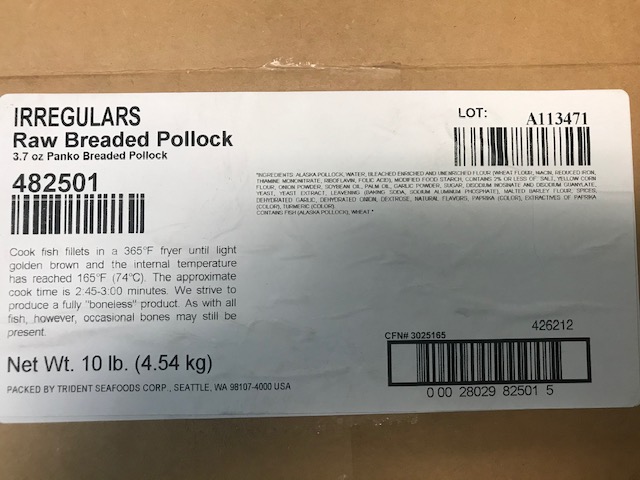 IRREGULARS
Raw Breaded Pollock
3.7 oz Panko Breaded Pollock
482501
Cook fish fillets in a 365°F fryer until light
golden brown and the internal temperature
has reached 165°F (74°C). The approximate
cook time is 2:45-3:00 minutes. We strive to
produce a fully "boneless" product. As with all
fish, however, occasional bones may still be
present.
Net Wt. 10 lb. (4.54 kg)
PACKED BY TRIDENT SEAFOODS CORP., SEATTLE, WA 98107-4000 USA
LOT: A113471
*INGREDIENTS: ALASKA POLLOCK, WATER, BLEACHED ENRICHED AND UNENRICHED FLOUR (WHEAT FLOUR, NIACIN, REDUCED IRON,
THIAMINE MONONITRATE, RIBOFLAVIN, FOLIC ACID), MODIFIED FOOD STARCH, CONTAINS 2% OR LESS OF SALT, YELLOW CORN
FLOUR, ONION POWDER, SOYBEAN OIL, PALM OIL, GARLIC POWDER, SUGAR, DISODIUM INOSINATE AND DISODIUM GUANYLATE,
YEAST, YEAST EXTRACT, LEAVENING (BAKING SODA, SODIUM ALUMINUM PHOSPHATE), MALTED BARLEY FLOUR, SPICES,
DEHYDRATED GARLIC, DEHYDRATED ONION, DEXTROSE, NATURAL FLAVORS, PAPRIKA (COLOR), EXTRACTIVES OF PAPRIKA
(COLOR), TURMERIC (COLOR).
CONTAINS FISH (ALASKA POLLOCK), WHEAT *
426212
CFN# 3025165
0 00 28029 82501 5